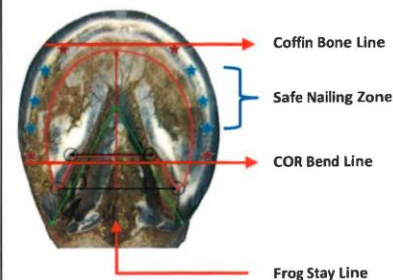 Coffin Bone Line
Safe Nailing Zone
COR Bend Line
Frog Stay Line